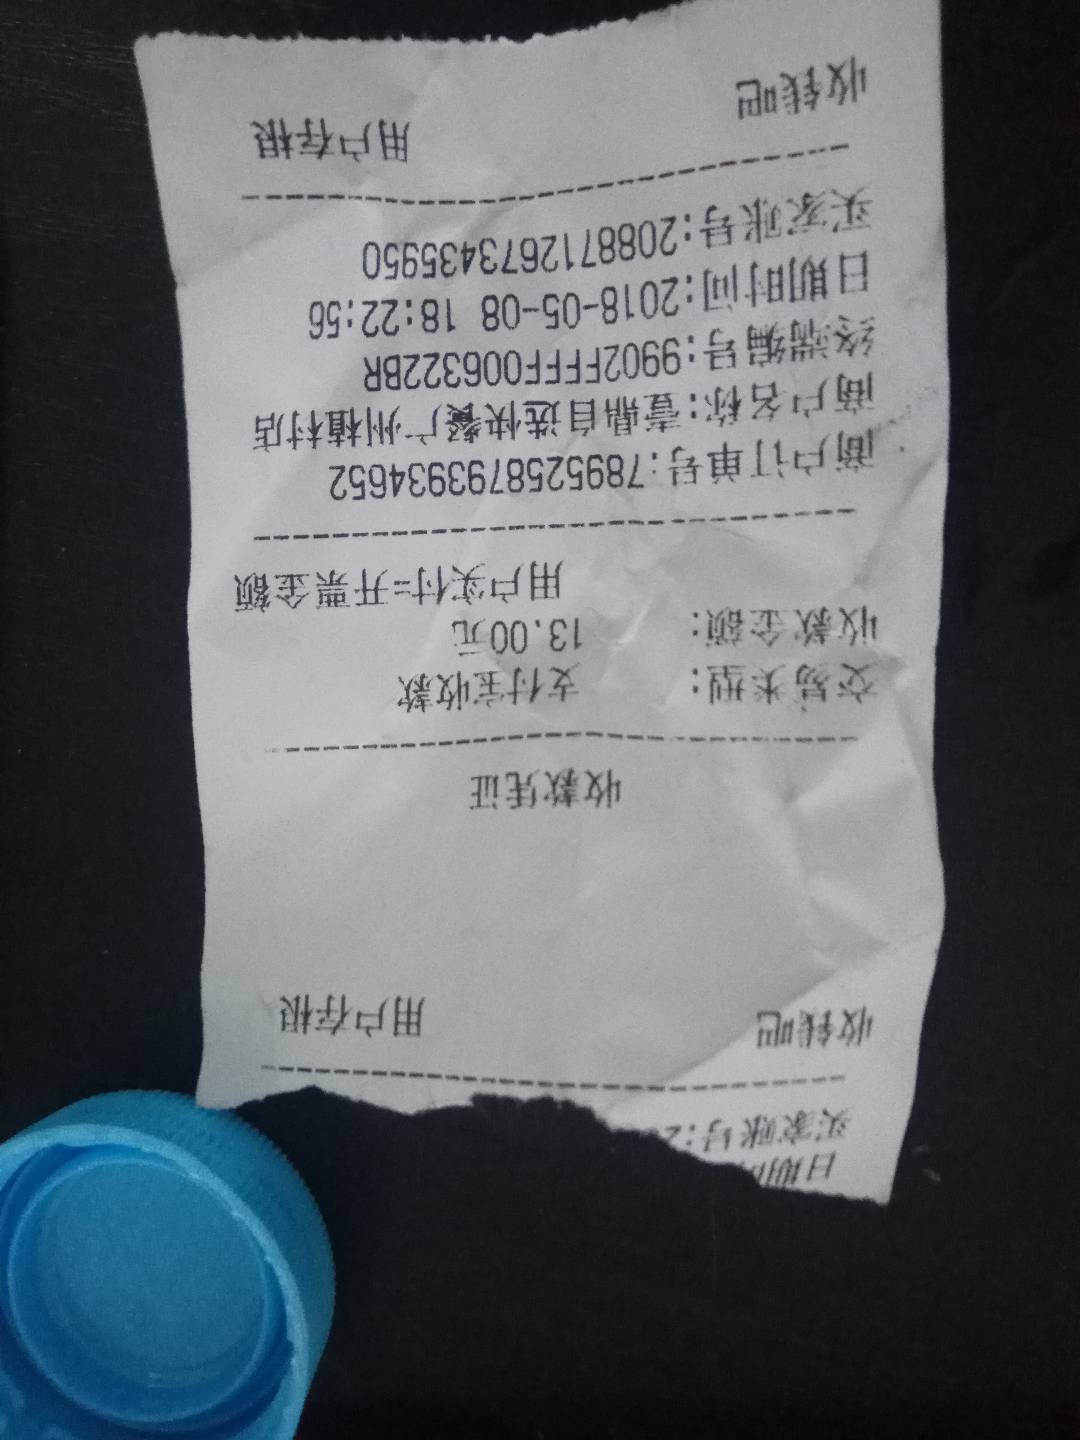 日期时
买家账号:20
收钱吧 用户存根
收款凭证
交易类型: 支付宝收款
收款金额: 13.00元
用户实付=开票金额
商户订单号:7895258793934652
商户名称:壹鼎自选快餐广州植村店
终端编号:9902FFFF006322BR
日期时间:2018-05-08 18:22:56
买家账号:2088712673435950
收钱吧 用户存根